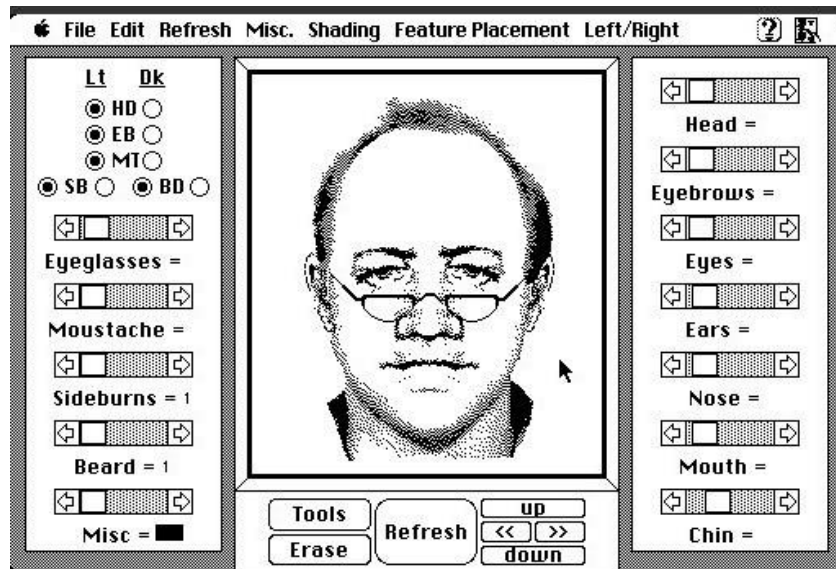 File Edit Refresh Misc. Shading Feature Placement Left/Right ?
Lt Dk
HD
EB
MT
SB BD
Eyeglasses =
Moustache =
Sideburns = 1
Beard = 1
Misc =
Head =
Eyebrows =
Eyes =
Ears =
Nose =
Mouth =
Chin =
Tools
Erase
Refresh
up
<< >>
down